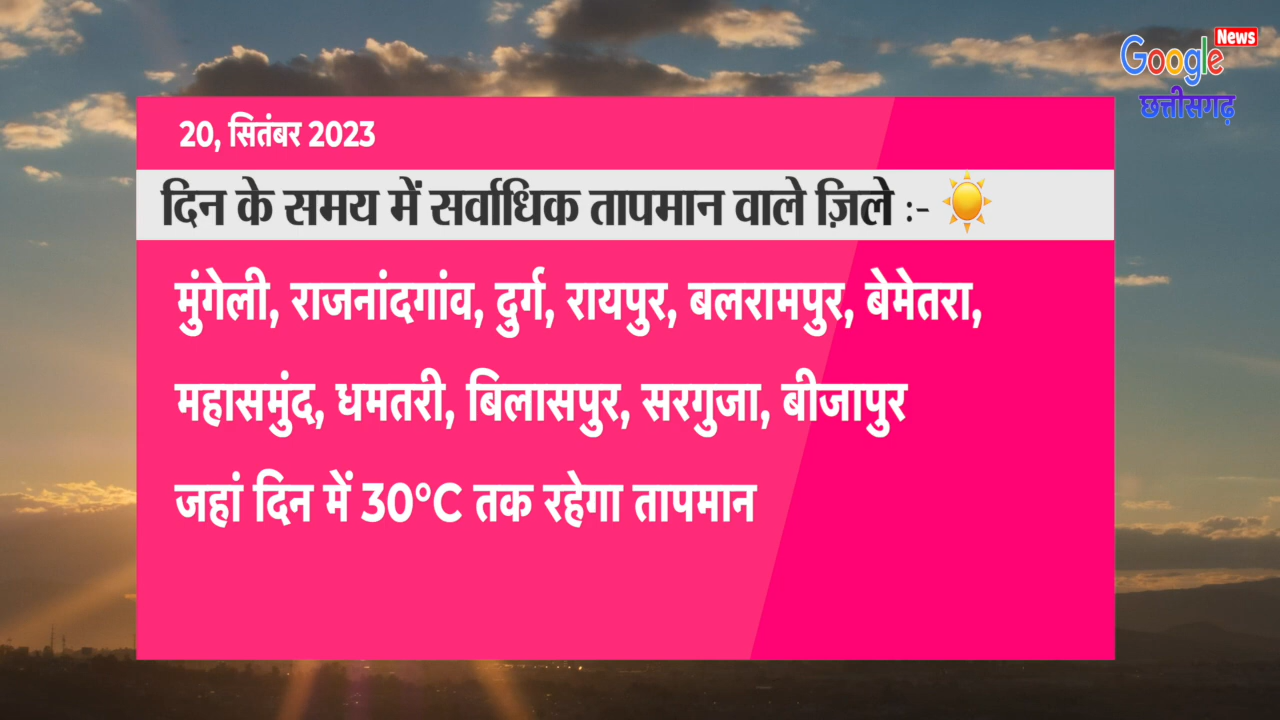 News
Google
छत्तीसगढ़
20, सितंबर 2023
दिन के समय में सर्वाधिक तापमान वाले ज़िले :-
मुंगेली, राजनांदगांव, दुर्ग, रायपुर, बलरामपुर, बेमेतरा,
महासमुंद, धमतरी, बिलासपुर, सरगुजा, बीजापुर
जहां दिन में 30°C तक रहेगा तापमान